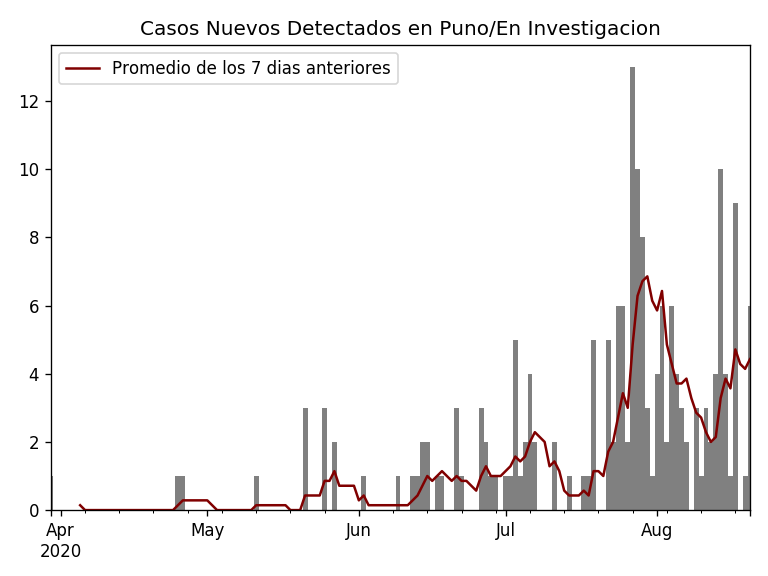 Casos Nuevos Detectados en Puno/En Investigacion
Promedio de los 7 dias anteriores
12
10
8
6
4
2
0
Apr May Jun Jul Aug
2020